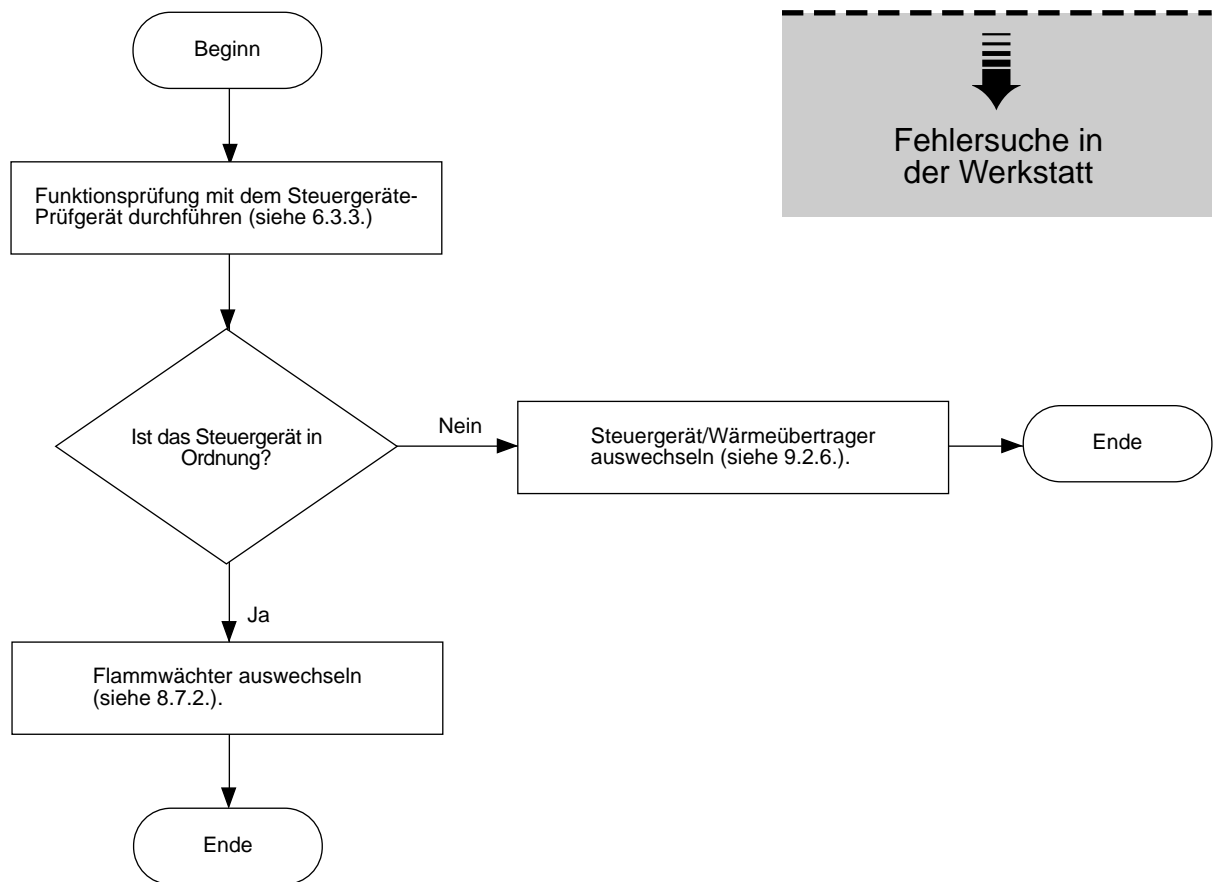 Beginn
Fehlersuche in
der Werkstatt
Funktionsprüfung mit dem Steuergeräte-
Prüfgerät durchführen (siehe 6.3.3.)
Ist das Steuergerät in
Ordnung?
Nein
Steuergerät/Wärmeübertrager
auswechseln (siehe 9.2.6.).
Ende
Ja
Flammwächter auswechseln
(siehe 8.7.2.).
Ende